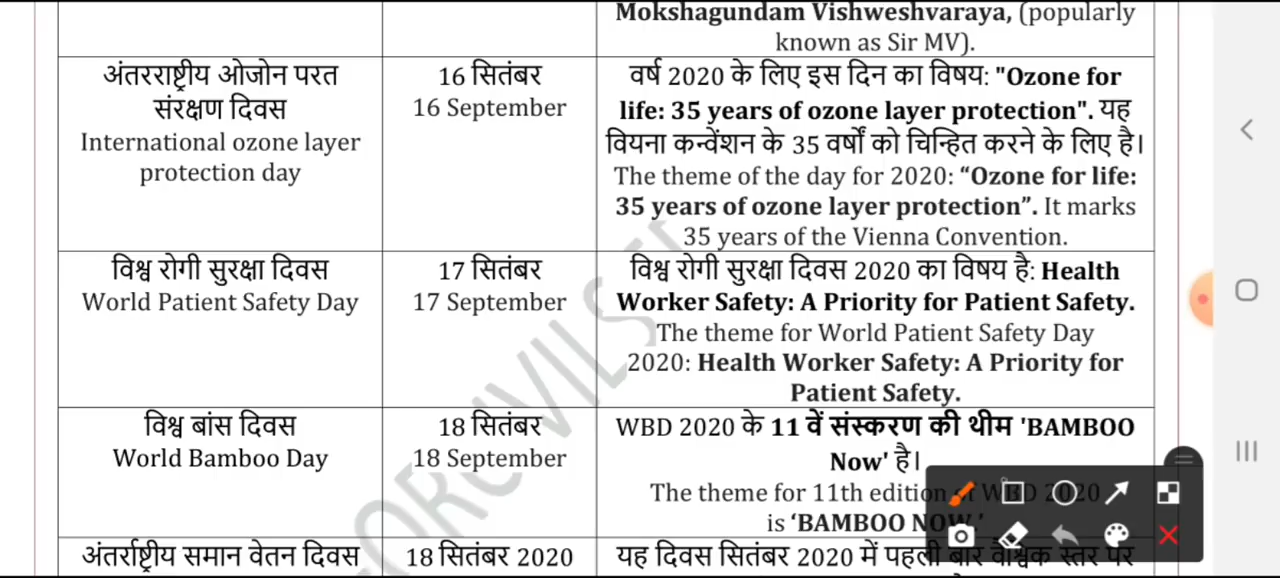 Mokshagundam Vishweshvaraya, (popularly
known as Sir MV).
अंतरराष्ट्रीय ओजोन परत
संरक्षण दिवस
International ozone layer
protection day
16 सितंबर
16 September
वर्ष 2020 के लिए इस दिन का विषय: "Ozone for
life: 35 years of ozone layer protection". यह
वियना कन्वेंशन के 35 वर्षों को चिन्हित करने के लिए है।
The theme of the day for 2020: “Ozone for life:
35 years of ozone layer protection”. It marks
35 years of the Vienna Convention.
विश्व रोगी सुरक्षा दिवस
World Patient Safety Day
17 सितंबर
17 September
विश्व रोगी सुरक्षा दिवस 2020 का विषय है: Health
Worker Safety: A Priority for Patient Safety.
The theme for World Patient Safety Day
2020: Health Worker Safety: A Priority for
Patient Safety.
विश्व बांस दिवस
World Bamboo Day
18 सितंबर
18 September
WBD 2020 के 11 वें संस्करण की थीम 'BAMBOO
Now' है।
The theme for 11th edition of WBD 2020
is ‘BAMBOO NOW.’
अंतर्राष्ट्रीय समान वेतन दिवस
18 सितंबर 2020
यह दिवस सितंबर 2020 में पहली बार वैश्विक स्तर पर